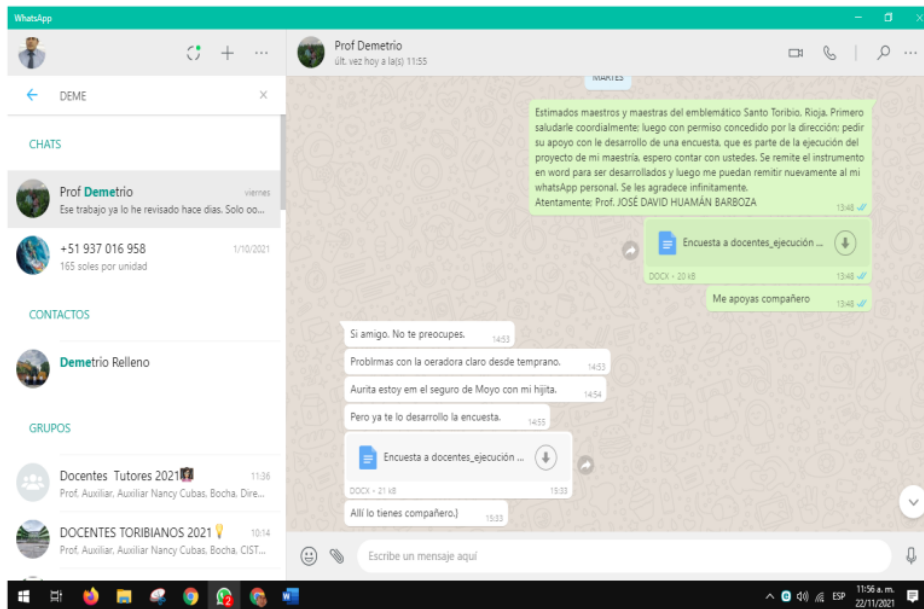 WhatsApp
DEME
CHATS
Prof Demetrio
viernes
Ese trabajo ya lo he revisado hace dias. Solo oo...
+51 937 016 958
1/10/2021
165 soles por unidad
CONTACTOS
Demetrio Relleno
GRUPOS
Docentes Tutores 2021
11:36
Prof. Auxiliar, Auxiliar Nancy Cubas, Bocha, Dire...
DOCENTES TORIBIANOS 2021
10:14
Prof. Auxiliar, Auxiliar Nancy Cubas, Bocha, CIST...
Prof Demetrio
últ. vez hoy a la(s) 11:55
MARTES
Estimados maestros y maestras del emblemático Santo Toribio, Rioja. Primero
saludarle coordialmente; luego con permiso concedido por la dirección; pedir
su apoyo con le desarrollo de una encuesta, que es parte de la ejecución del
proyecto de mi maestría, espero contar con ustedes. Se remite el instrumento
en word para ser desarrollados y luego me puedan remitir nuevamente al mi
whatsApp personal. Se les agradece infinitamente.
Atentamente; Prof. JOSÉ DAVID HUAMÁN BARBOZA
13:48
Encuesta a docentes_ejecución ...
DOCX • 20 kB
13:48
Me apoyas compañero
13:48
Si amigo. No te preocupes.
14:53
Problrmas con la oeradora claro desde temprano.
14:53
Aurita estoy em el seguro de Moyo con mi hijita.
14:54
Pero ya te lo desarrollo la encuesta.
14:55
Encuesta a docentes_ejecución ...
DOCX • 21 kB
15:33
Allí lo tienes compañero.}
15:33
Escribe un mensaje aquí
2
ESP
11:56 a. m.
22/11/2021